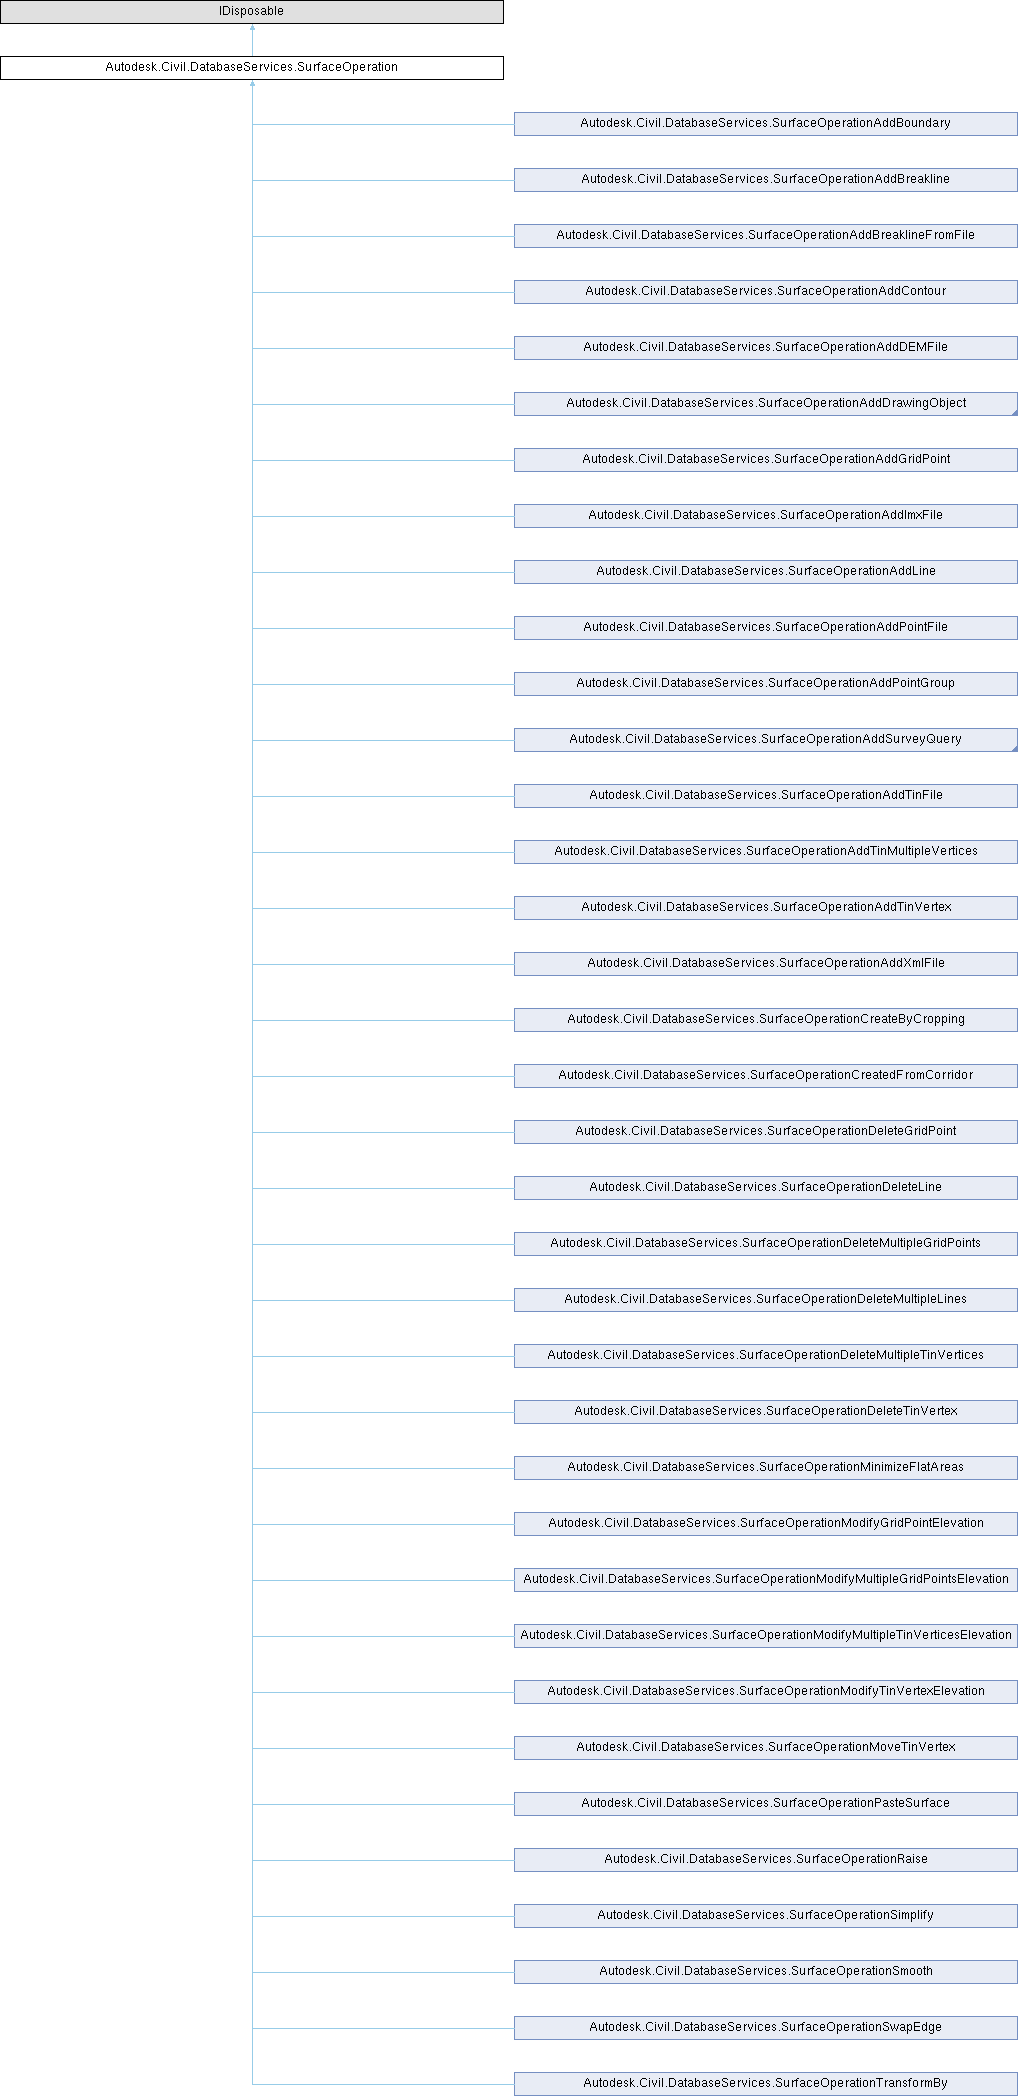 IDisposable
Autodesk.Civil.DatabaseServices.SurfaceOperation
Autodesk.Civil.DatabaseServices.SurfaceOperationAddBoundary
Autodesk.Civil.DatabaseServices.SurfaceOperationAddBreakline
Autodesk.Civil.DatabaseServices.SurfaceOperationAddBreaklineFromFile
Autodesk.Civil.DatabaseServices.SurfaceOperationAddContour
Autodesk.Civil.DatabaseServices.SurfaceOperationAddDEMFile
Autodesk.Civil.DatabaseServices.SurfaceOperationAddDrawingObject
Autodesk.Civil.DatabaseServices.SurfaceOperationAddGridPoint
Autodesk.Civil.DatabaseServices.SurfaceOperationAddImxFile
Autodesk.Civil.DatabaseServices.SurfaceOperationAddLine
Autodesk.Civil.DatabaseServices.SurfaceOperationAddPointFile
Autodesk.Civil.DatabaseServices.SurfaceOperationAddPointGroup
Autodesk.Civil.DatabaseServices.SurfaceOperationAddSurveyQuery
Autodesk.Civil.DatabaseServices.SurfaceOperationAddTinFile
Autodesk.Civil.DatabaseServices.SurfaceOperationAddTinMultipleVertices
Autodesk.Civil.DatabaseServices.SurfaceOperationAddTinVertex
Autodesk.Civil.DatabaseServices.SurfaceOperationAddXmlFile
Autodesk.Civil.DatabaseServices.SurfaceOperationCreateByCropping
Autodesk.Civil.DatabaseServices.SurfaceOperationCreatedFromCorridor
Autodesk.Civil.DatabaseServices.SurfaceOperationDeleteGridPoint
Autodesk.Civil.DatabaseServices.SurfaceOperationDeleteLine
Autodesk.Civil.DatabaseServices.SurfaceOperationDeleteMultipleGridPoints
Autodesk.Civil.DatabaseServices.SurfaceOperationDeleteMultipleLines
Autodesk.Civil.DatabaseServices.SurfaceOperationDeleteMultipleTinVertices
Autodesk.Civil.DatabaseServices.SurfaceOperationDeleteTinVertex
Autodesk.Civil.DatabaseServices.SurfaceOperationMinimizeFlatAreas
Autodesk.Civil.DatabaseServices.SurfaceOperationModifyGridPointElevation
Autodesk.Civil.DatabaseServices.SurfaceOperationModifyMultipleGridPointsElevation
Autodesk.Civil.DatabaseServices.SurfaceOperationModifyMultipleTinVerticesElevation
Autodesk.Civil.DatabaseServices.SurfaceOperationModifyTinVertexElevation
Autodesk.Civil.DatabaseServices.SurfaceOperationMoveTinVertex
Autodesk.Civil.DatabaseServices.SurfaceOperationPasteSurface
Autodesk.Civil.DatabaseServices.SurfaceOperationRaise
Autodesk.Civil.DatabaseServices.SurfaceOperationSimplify
Autodesk.Civil.DatabaseServices.SurfaceOperationSmooth
Autodesk.Civil.DatabaseServices.SurfaceOperationSwapEdge
Autodesk.Civil.DatabaseServices.SurfaceOperationTransformBy